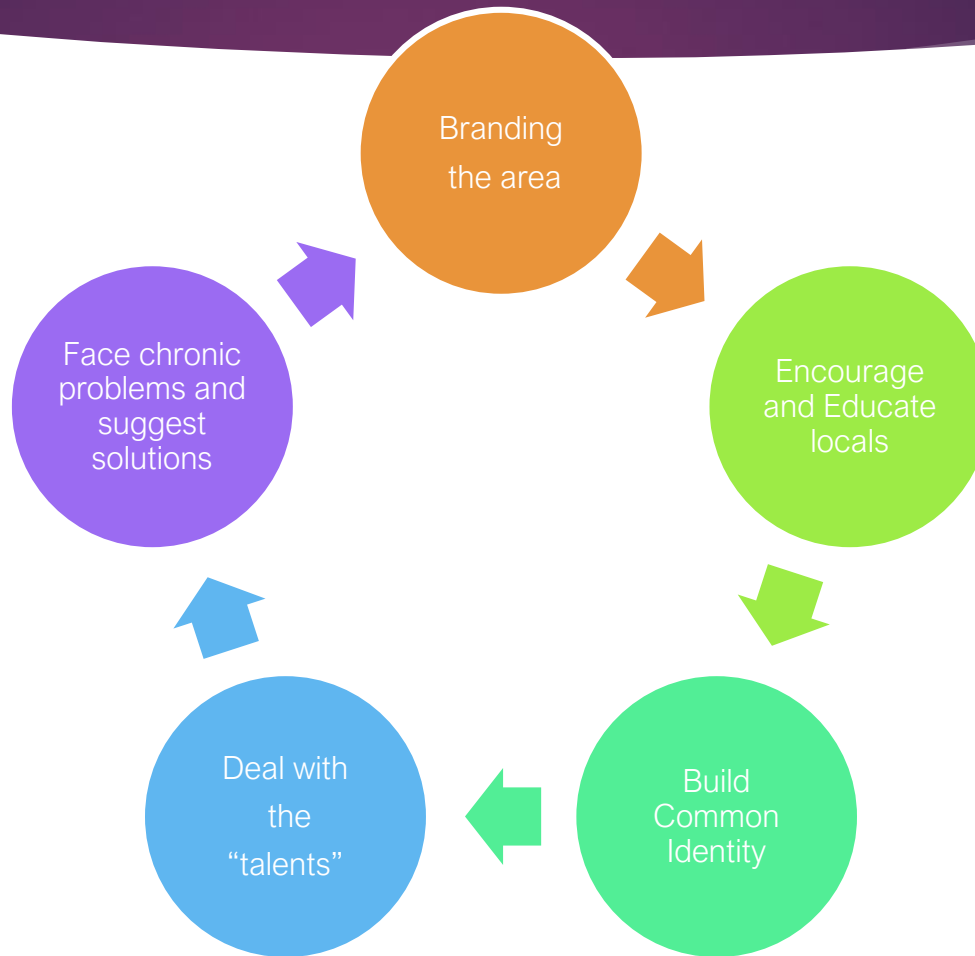 Branding
the area
Encourage
and Educate
locals
Build
Common
Identity
Deal with
the
“talents”
Face chronic
problems and
suggest
solutions